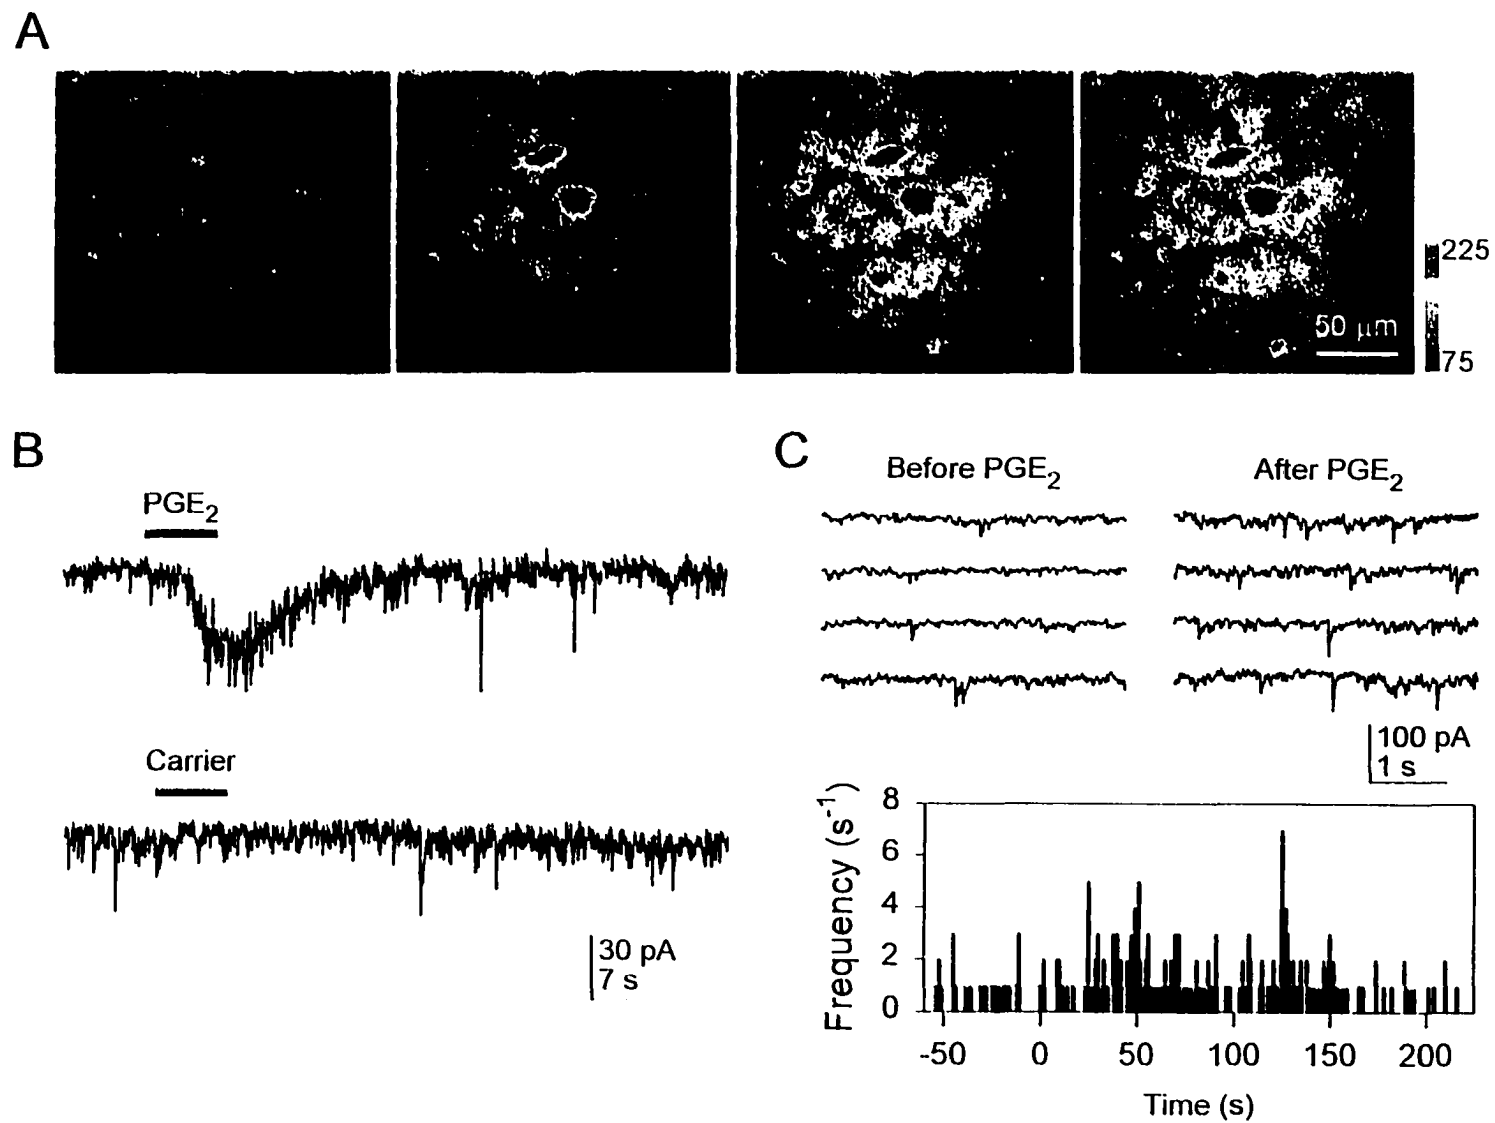 A
225
50 µm
75
B
PGE2
Carrier
30 pA
7 s
C
Before PGE2
After PGE2
100 pA
1 s
8
6
4
2
0
Frequency (s-1)
-50 0 50 100 150 200
Time (s)